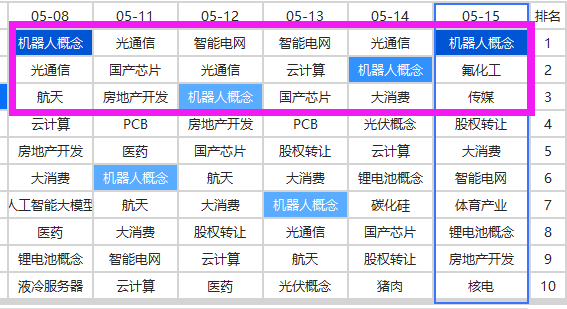 05-08 05-11 05-12 05-13 05-14 05-15 排名
机器人概念 光通信 智能电网 智能电网 光通信 机器人概念 1
光通信 国产芯片 光通信 云计算 机器人概念 氟化工 2
航天 房地产开发 机器人概念 国产芯片 大消费 传媒 3
云计算 PCB 房地产开发 PCB 光伏概念 股权转让 4
房地产开发 医药 国产芯片 股权转让 云计算 大消费 5
大消费 机器人概念 航天 大消费 锂电池概念 智能电网 6
人工智能大模型 航天 大消费 机器人概念 碳化硅 体育产业 7
医药 大消费 股权转让 光通信 国产芯片 锂电池概念 8
锂电池概念 智能电网 云计算 航天 股权转让 房地产开发 9
液冷服务器 云计算 医药 光伏概念 猪肉 核电 10